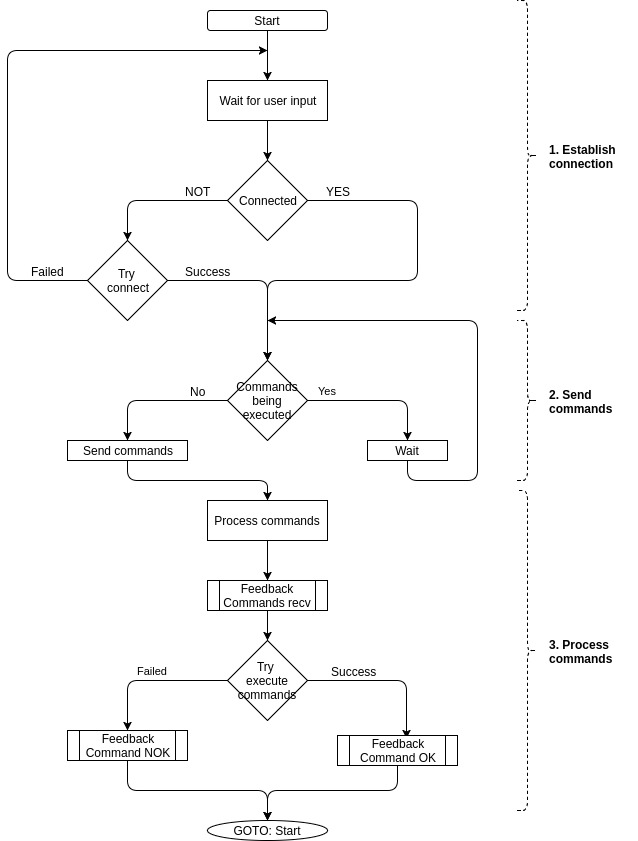 Start
Wait for user input
1. Establish
connection
NOT
Connected
YES
Failed
Try
connect
Success
No
Commands
being
executed
Yes
2. Send
commands
Send commands
Wait
Process commands
Feedback
Commands recv
Failed
Try
execute
commands
Success
3. Process
commands
Feedback
Command NOK
Feedback
Command OK
GOTO: Start